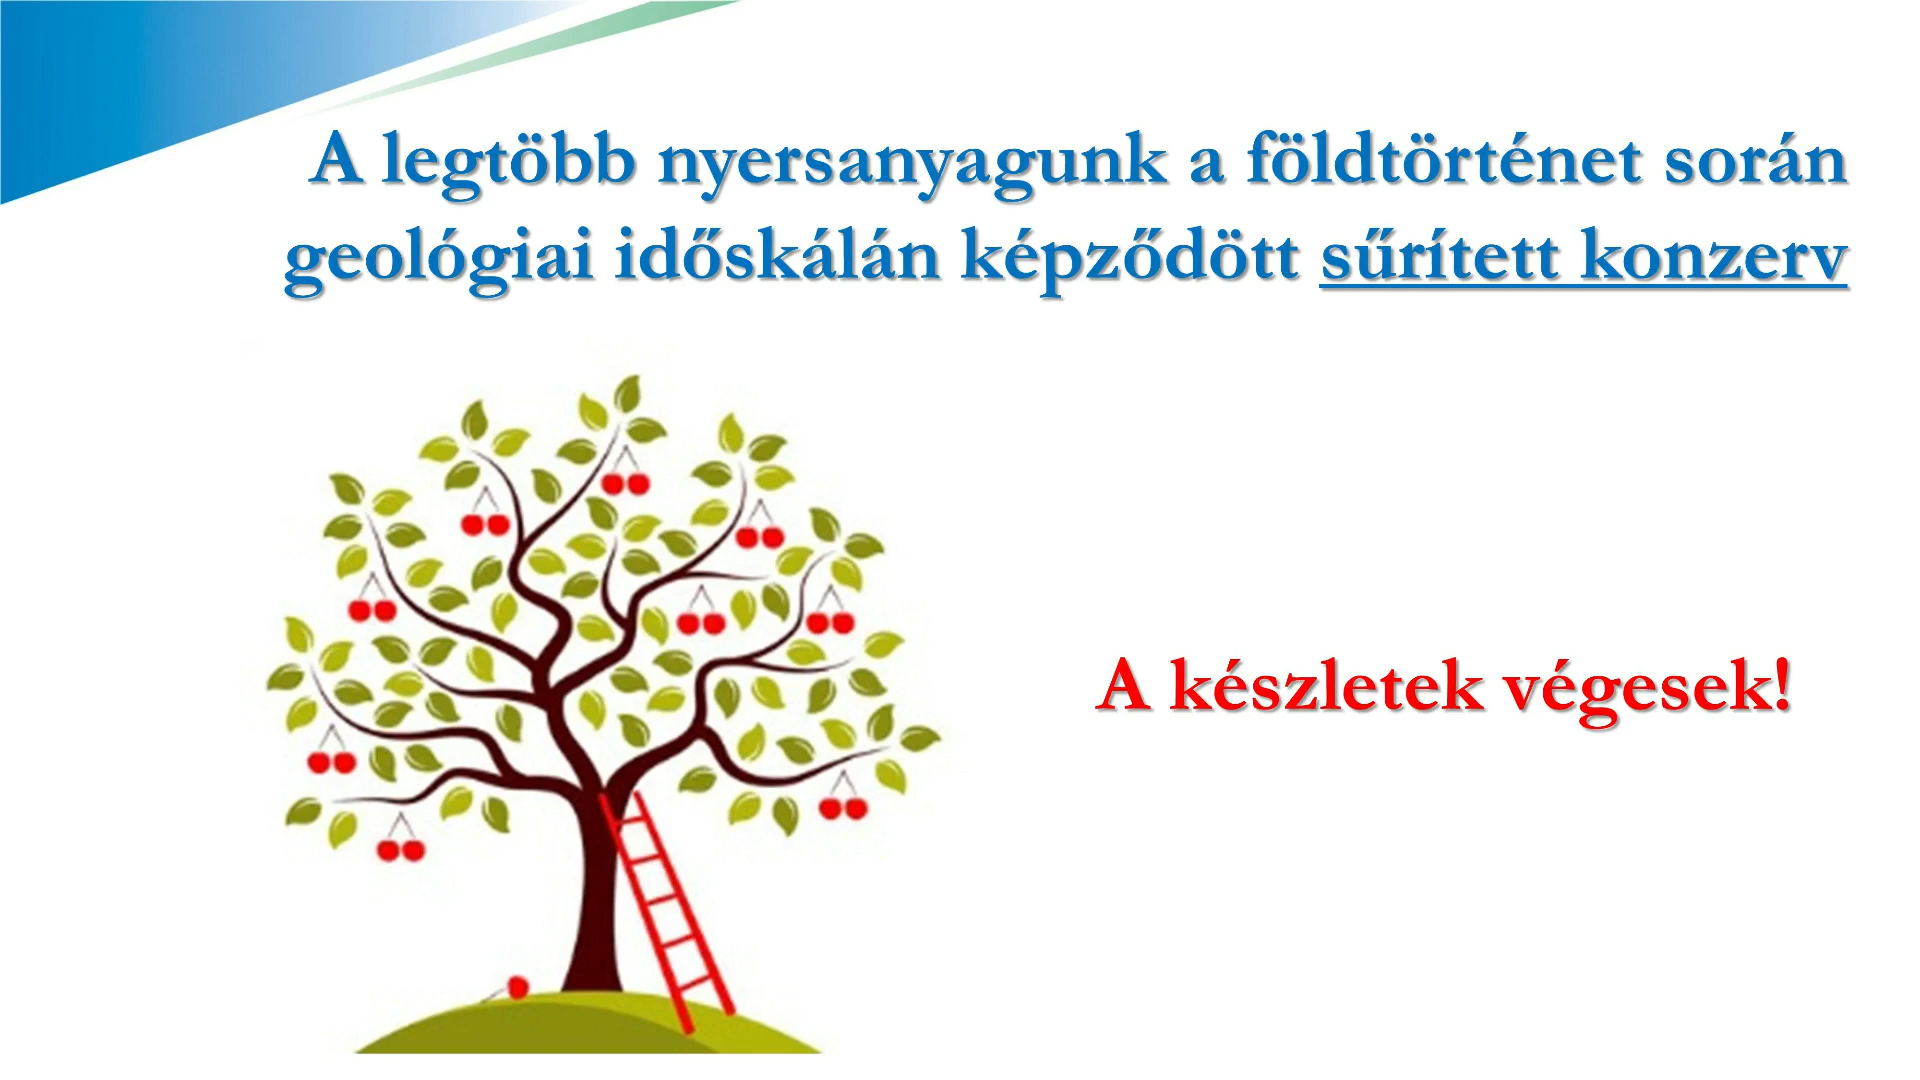 A legtöbb nyersanyagunk a földtörténet során
geológiai időskálán képződött sűrített konzerv
A készletek végesek!